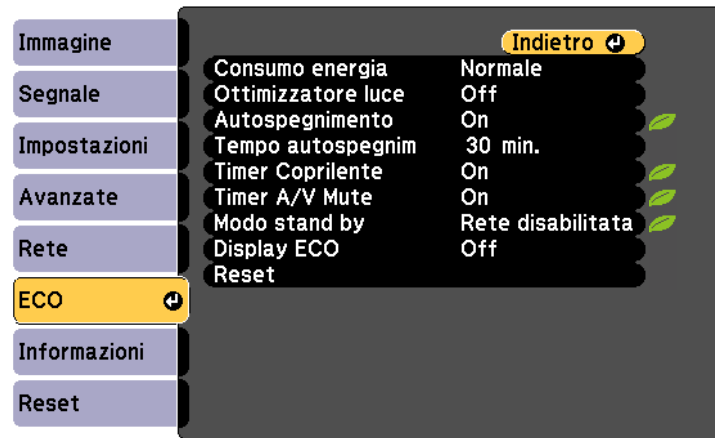 Immagine
Segnale
Impostazioni
Avanzate
Rete
ECO
Informazioni
Reset
Indietro
Consumo energia Normale
Ottimizzatore luce Off
Autospegnimento On
Tempo autospegnim 30 min.
Timer Coprilente On
Timer A/V Mute On
Modo stand by Rete disabilitata
Display ECO Off
Reset